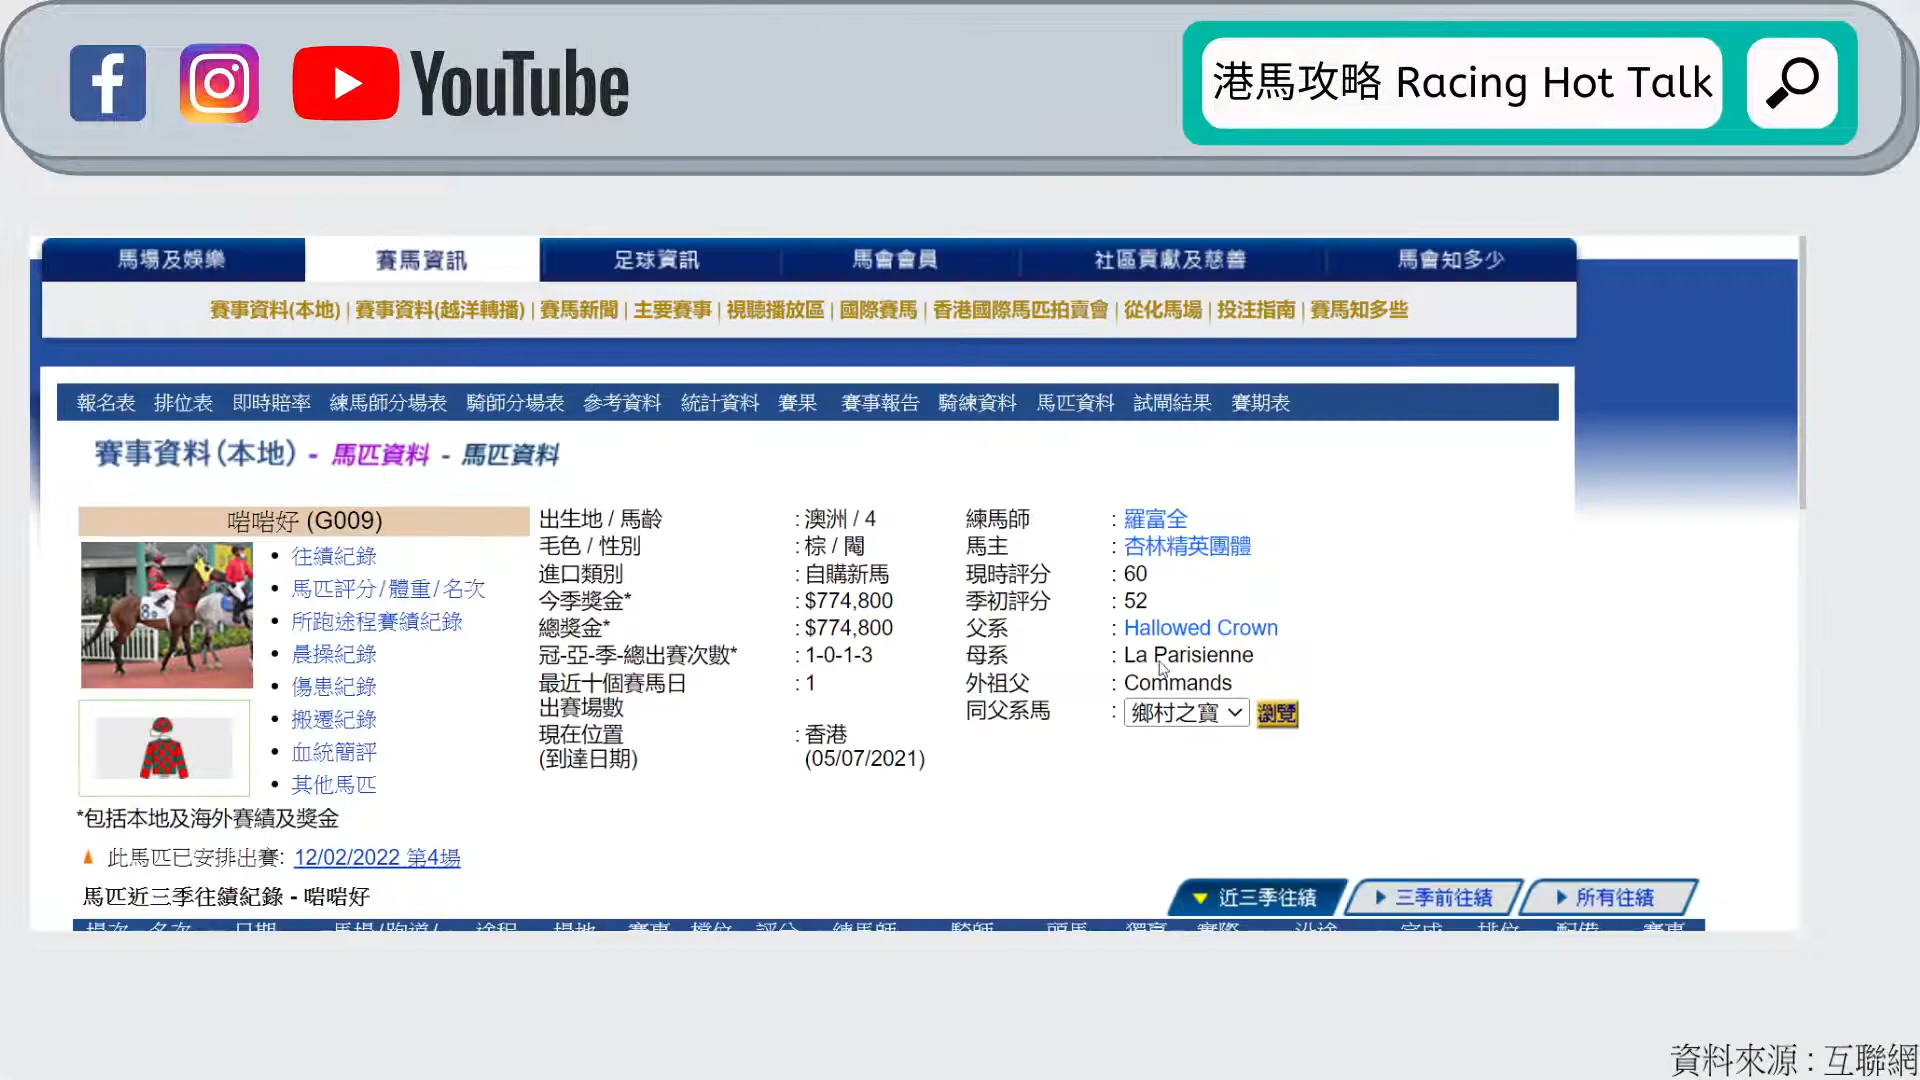 YouTube
港馬攻略 Racing Hot Talk
馬場及娛樂 賽馬資訊 足球資訊 馬會會員 社區貢獻及慈善 馬會知多少
賽事資料(本地) | 賽事資料(越洋轉播) | 賽馬新聞 | 主要賽事 | 視聽播放區 | 國際賽馬 | 香港國際馬匹拍賣會 | 從化馬場 | 投注指南 | 賽馬知多些
報名表 排位表 即時賠率 練馬師分場表 騎師分場表 參考資料 統計資料 賽果 賽事報告 騎練資料 馬匹資料 試閘結果 賽期表
賽事資料(本地) - 馬匹資料 - 馬匹資料
啱啱好 (G009)
• 往績紀錄
• 馬匹評分/體重/名次
• 所跑途程賽績紀錄
• 晨操紀錄
• 傷患紀錄
• 搬遷紀錄
• 血統簡評
• 其他馬匹
8
出生地 / 馬齡 : 澳洲 / 4
毛色 / 性別 : 棕 / 閹
進口類別 : 自購新馬
今季獎金* : $774,800
總獎金* : $774,800
冠-亞-季-總出賽次數* : 1-0-1-3
最近十個賽馬日 : 1
出賽場數
現在位置 : 香港
(到達日期) (05/07/2021)
練馬師 : 羅富全
馬主 : 杏林精英團體
現時評分 : 60
季初評分 : 52
父系 : Hallowed Crown
母系 : La Parisienne
外祖父 : Commands
同父系馬 : 鄉村之寶 瀏覽
*包括本地及海外賽績及獎金
此馬匹已安排出賽: 12/02/2022 第4場
馬匹近三季往績紀錄 - 啱啱好
近三季往績 三季前往績 所有往績
資料來源 : 互聯網